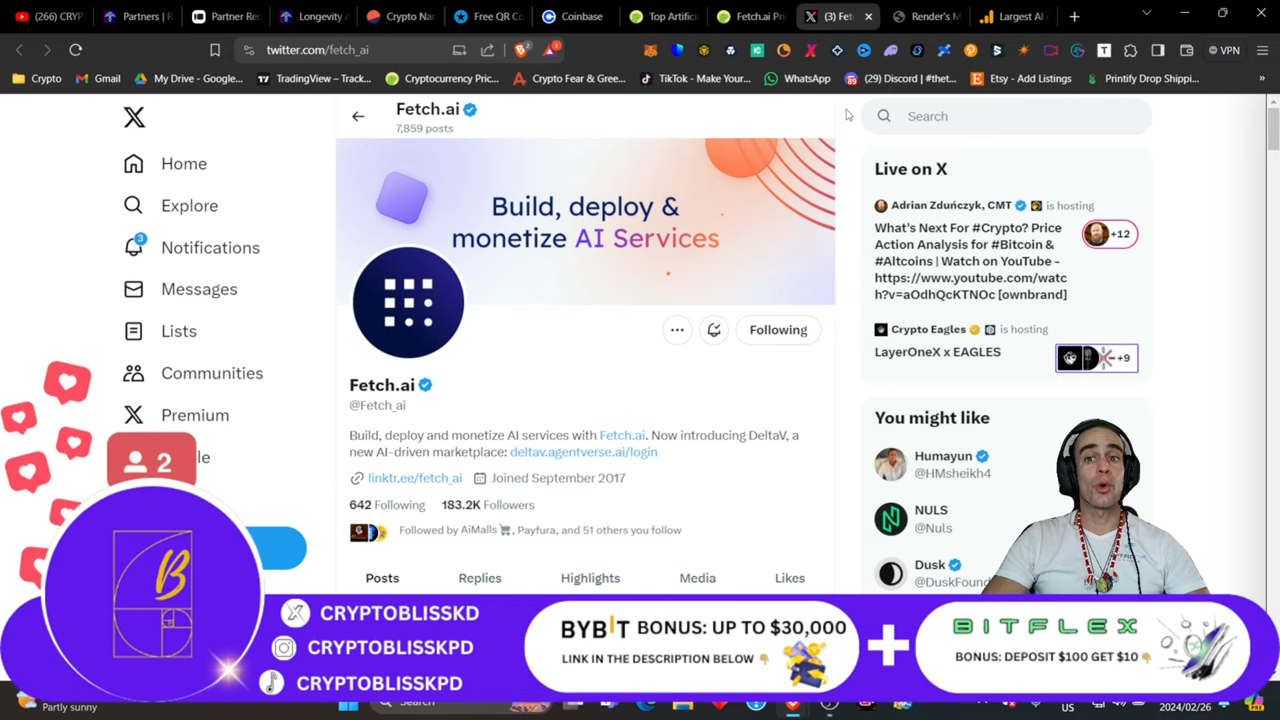 (266) CRYP
Partners | R
Partner Re
Longevity A
Crypto Nar
Free QR Co
Coinbase
Top Artific
Fetch.ai Pri
(3) Fet
Render's M
Largest AI
twitter.com/fetch_ai
VPN
Crypto
Gmail
My Drive - Google...
TradingView – Track...
Cryptocurrency Pric...
Crypto Fear & Gree...
TikTok - Make Your...
WhatsApp
(29) Discord | #thet...
Etsy - Add Listings
Printify Drop Shippi...
Fetch.ai
7,859 posts
Search
Home
Explore
Notifications
3
Messages
Lists
Communities
Premium
le
2
Build, deploy &
monetize AI Services
Following
Fetch.ai
@Fetch_ai
Build, deploy and monetize AI services with Fetch.ai. Now introducing DeltaV, a
new AI-driven marketplace: deltav.agentverse.ai/login
linktr.ee/fetch_ai Joined September 2017
642 Following 183.2K Followers
Followed by AiMalls, Payfura, and 51 others you follow
Posts Replies Highlights Media Likes
Live on X
Adrian Zduńczyk, CMT is hosting
What's Next For #Crypto? Price
Action Analysis for #Bitcoin &
#Altcoins | Watch on YouTube -
https://www.youtube.com/watc
h?v=aOdhQcKTNOc [ownbrand]
+12
Crypto Eagles is hosting
LayerOneX x EAGLES
+9
You might like
Humayun
@HMsheikh4
NULS
@Nuls
Dusk
@DuskFound
B
CRYPTOBLISSKD
CRYPTOBLISSKPD
CRYPTOBLISSKPD
BYBIT BONUS: UP TO $30,000
LINK IN THE DESCRIPTION BELOW
BITFLEX
BONUS: DEPOSIT $100 GET $10
Partly sunny
Search
US
2024/02/26